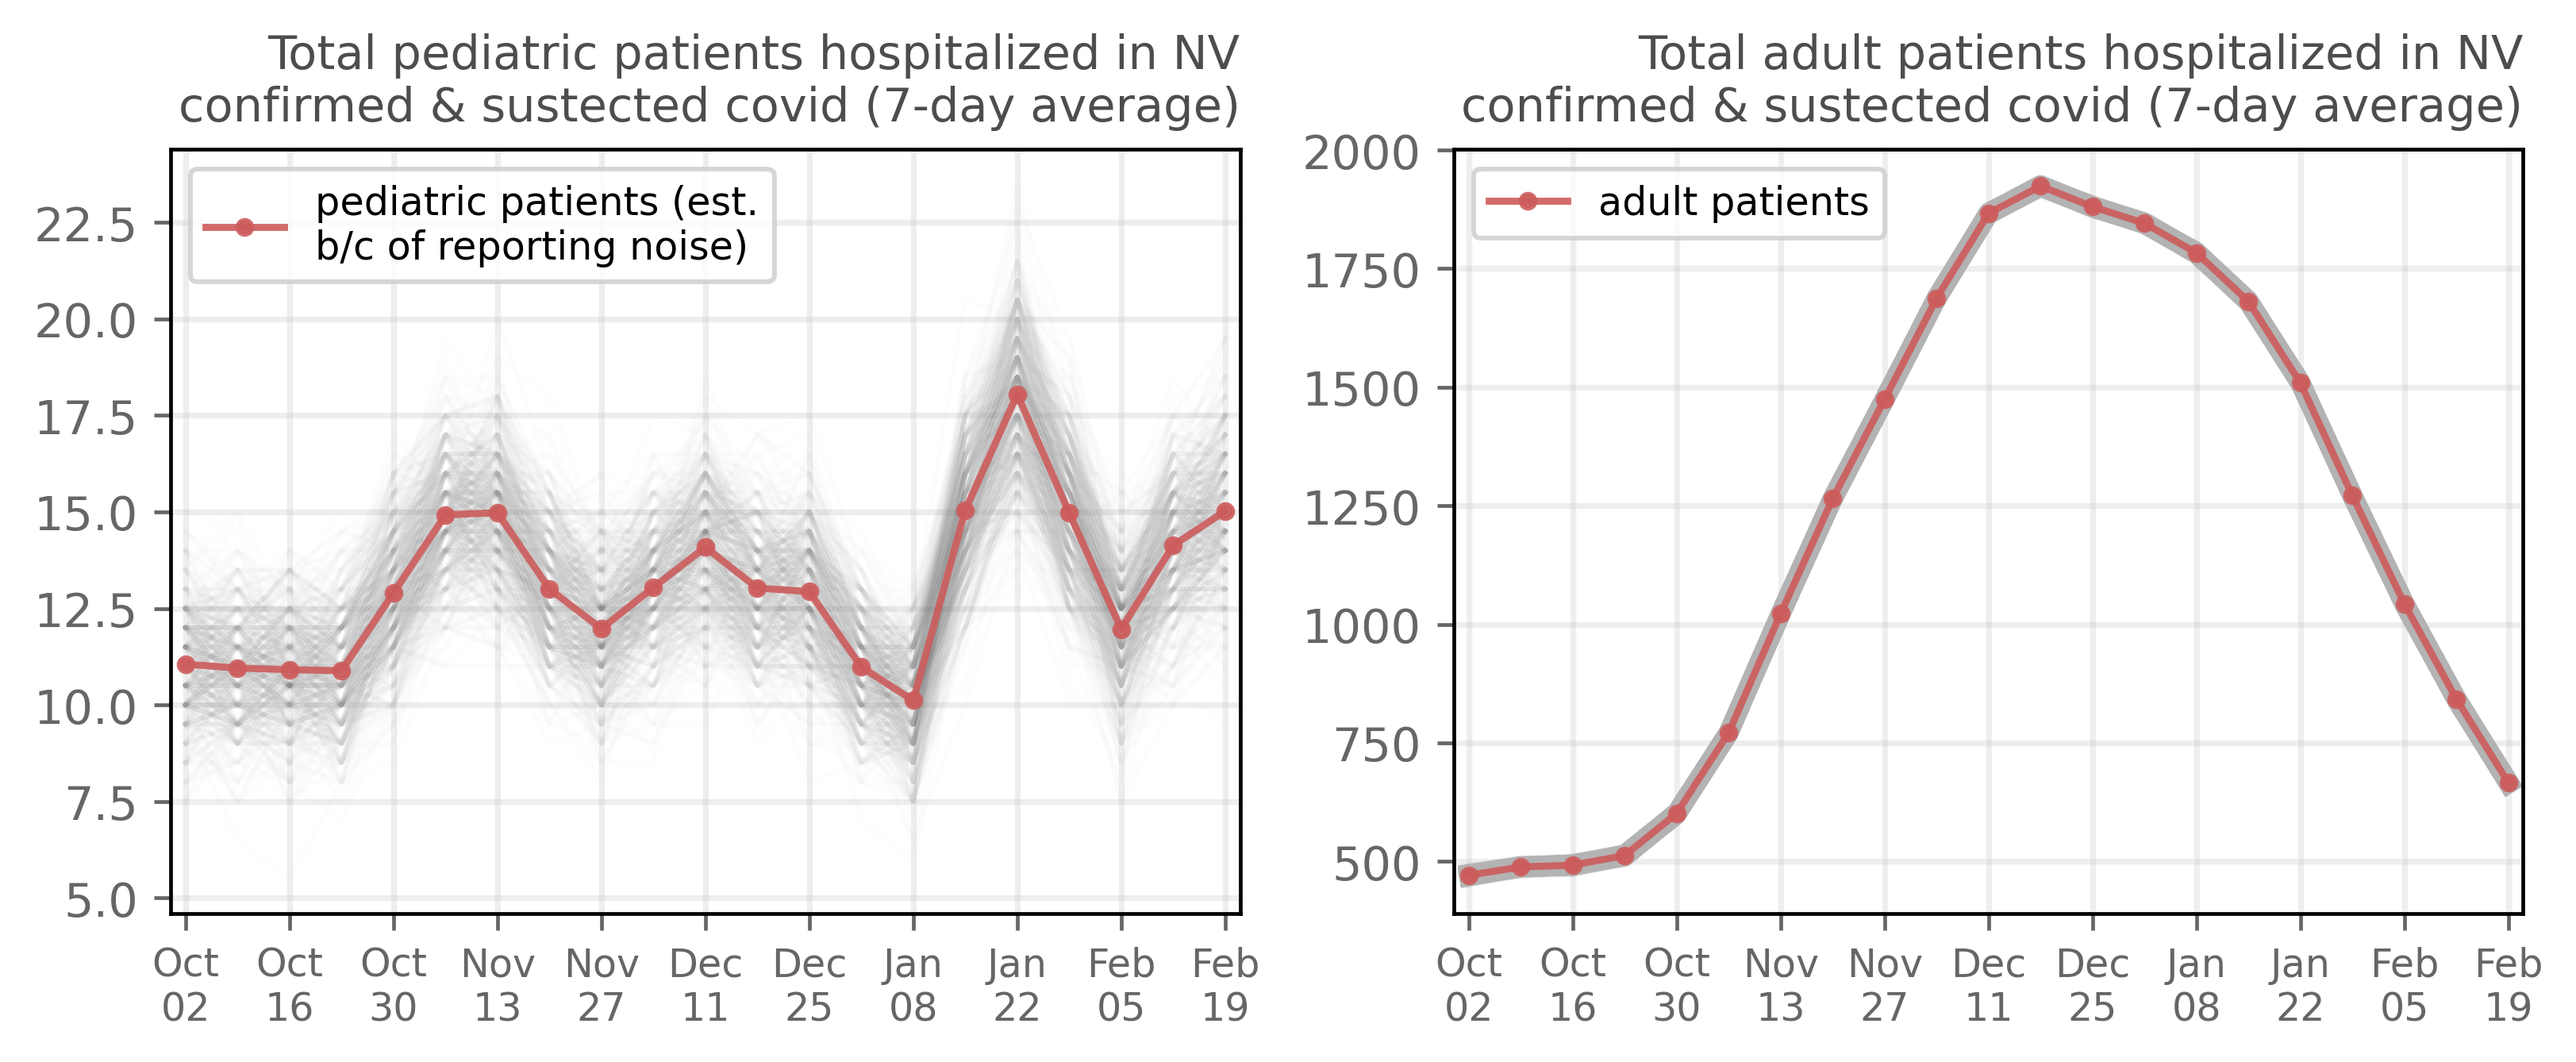 Total pediatric patients hospitalized in NV
confirmed & sustected covid (7-day average)
pediatric patients (est.
b/c of reporting noise)
22.5
20.0
17.5
15.0
12.5
10.0
7.5
5.0
Oct Oct Oct Nov Nov Dec Dec Jan Jan Feb Feb
02 16 30 13 27 11 25 08 22 05 19
Total adult patients hospitalized in NV
confirmed & sustected covid (7-day average)
adult patients
2000
1750
1500
1250
1000
750
500
Oct Oct Oct Nov Nov Dec Dec Jan Jan Feb Feb
02 16 30 13 27 11 25 08 22 05 19